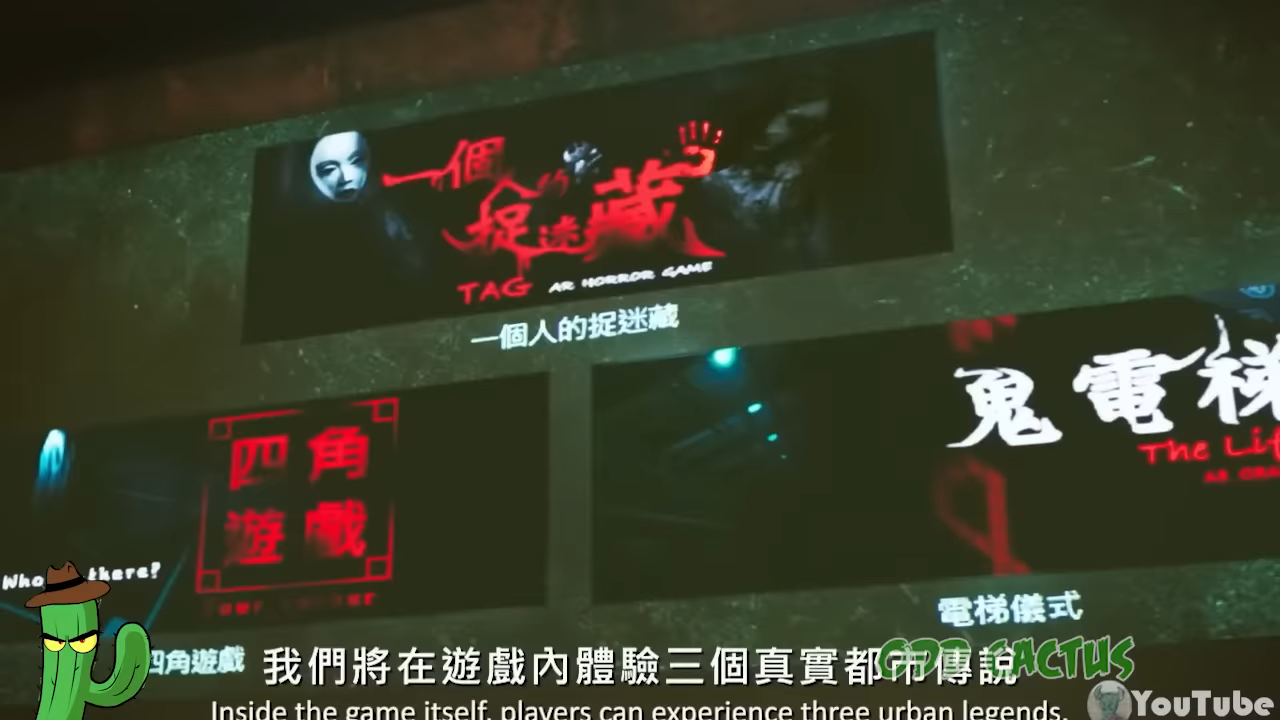 一個人的
捉迷藏
TAG AR HORROR GAME
一個人的捉迷藏
鬼電梯
The Lif
四角
遊戲
there?
電梯儀式
四角遊戲
我們將在遊戲內體驗三個真實都市傳說
ODD CACTUS
YouTube
Inside the game itself, players can experience three urban legends.